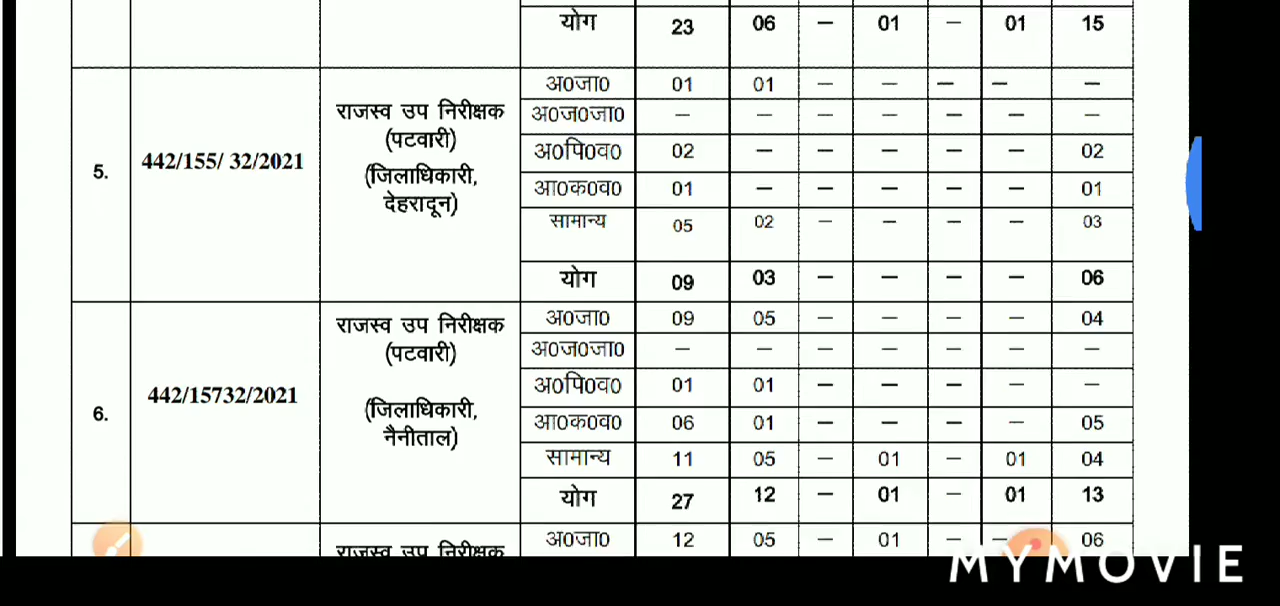 योग 23 06 – 01 – 01 15
5. 442/155/ 32/2021 राजस्व उप निरीक्षक (पटवारी) (जिलाधिकारी, देहरादून)
अ0जा0 01 01 – – – – –
अ0ज0जा0 – – – – – – –
अ0पि0व0 02 – – – – – 02
आ0क0व0 01 – – – – – 01
सामान्य 05 02 – – – – 03
योग 09 03 – – – – 06
6. 442/15732/2021 राजस्व उप निरीक्षक (पटवारी) (जिलाधिकारी, नैनीताल)
अ0जा0 09 05 – – – – 04
अ0ज0जा0 – – – – – – –
अ0पि0व0 01 01 – – – – –
आ0क0व0 06 01 – – – – 05
सामान्य 11 05 – 01 – 01 04
योग 27 12 – 01 – 01 13
राजस्व उप निरीक्षक
अ0जा0 12 05 – 01 – – 06
MYMOVIE